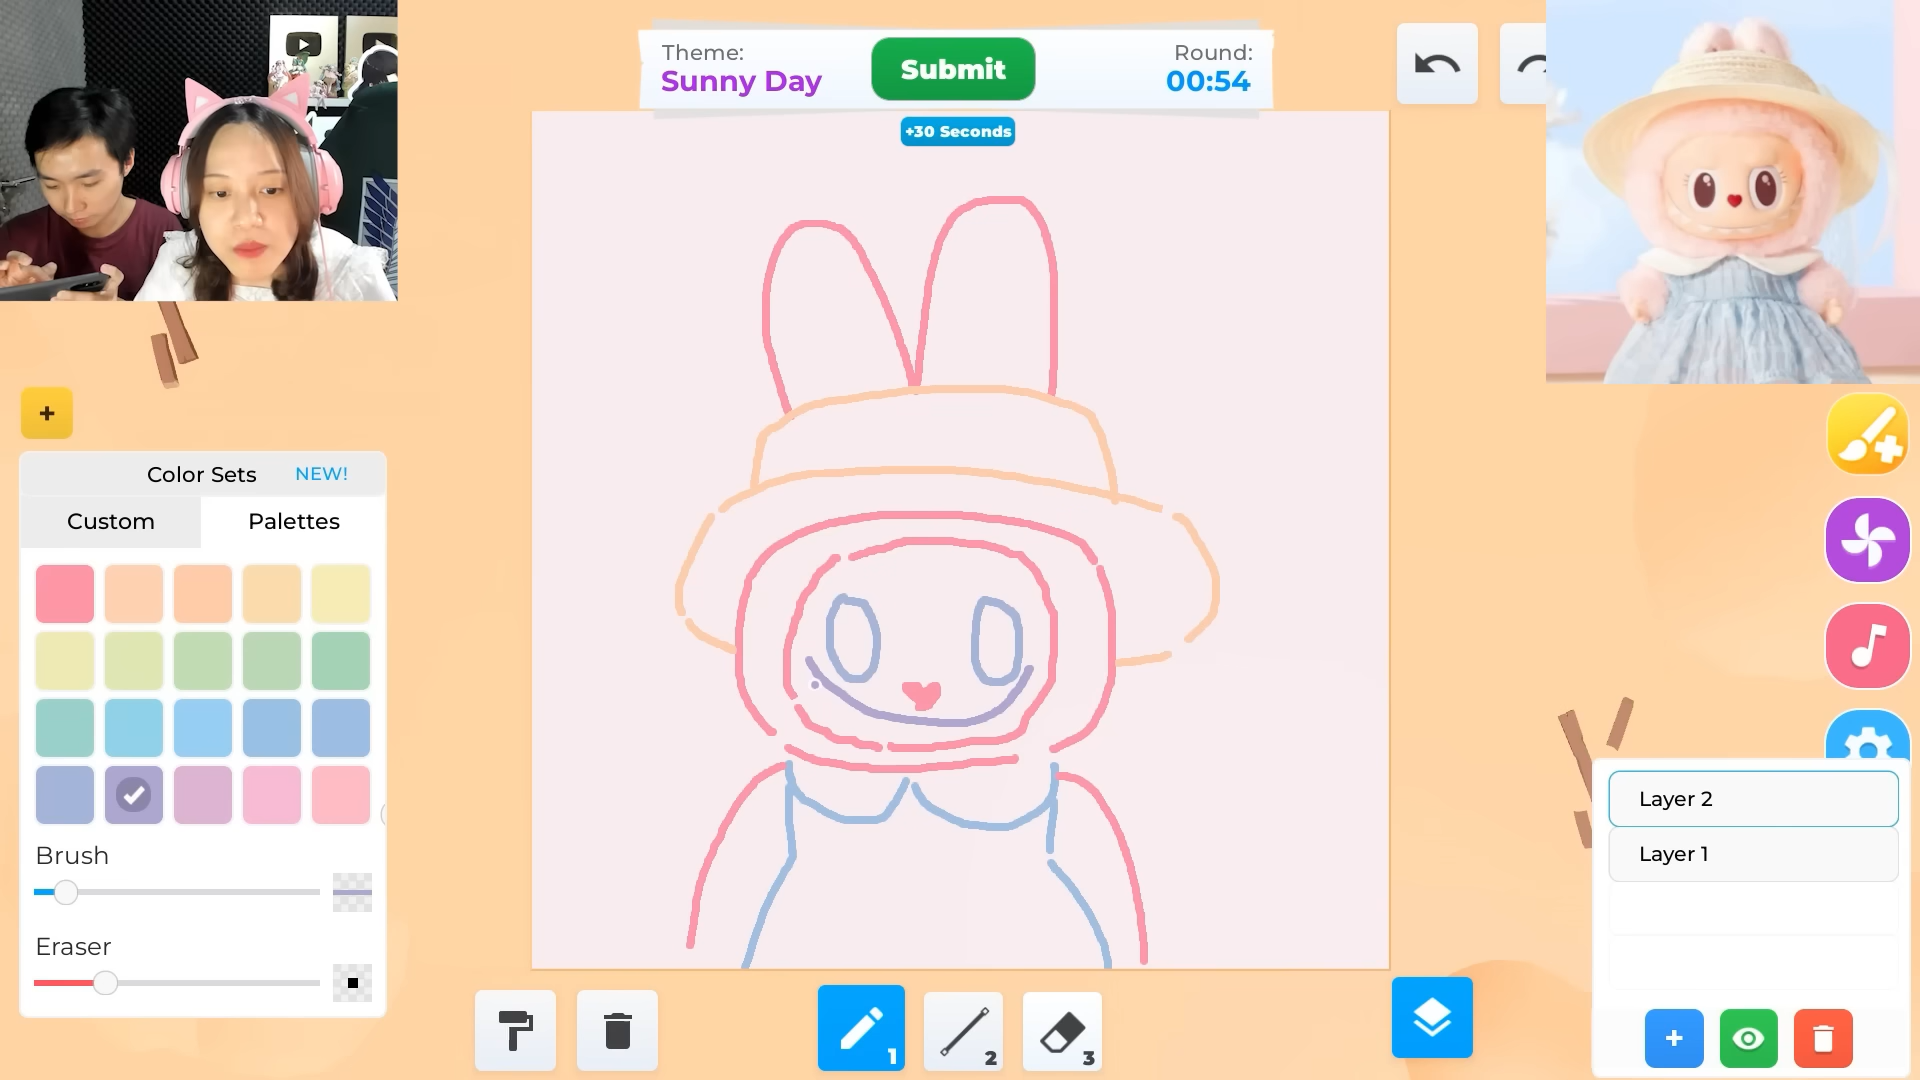 Theme:
Sunny Day
Submit
Round:
00:54
+30 Seconds
+
Color Sets
NEW!
Custom
Palettes
Brush
Eraser
1
2
3
Layer 2
Layer 1
+